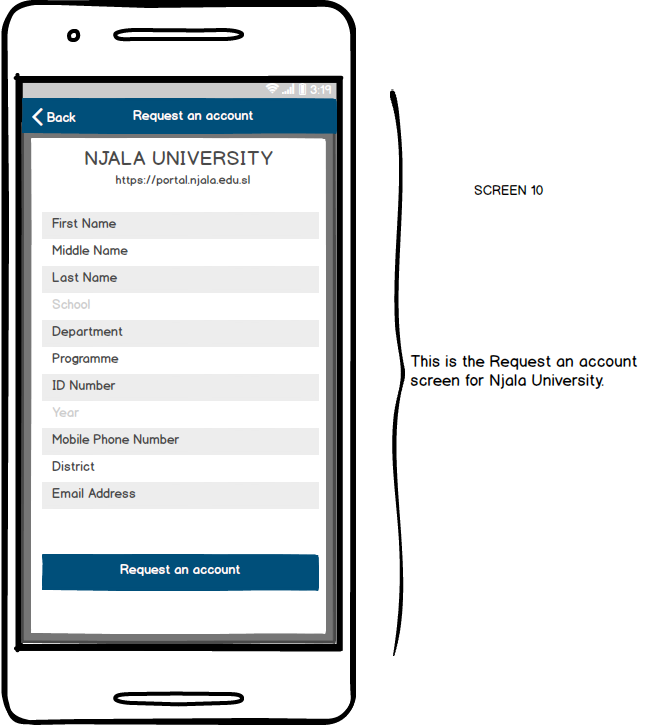 3:19
Back
Request an account
NJALA UNIVERSITY
https://portal.njala.edu.sl
First Name
Middle Name
Last Name
School
Department
Programme
ID Number
Year
Mobile Phone Number
District
Email Address
Request an account
SCREEN 10
This is the Request an account
screen for Njala University.